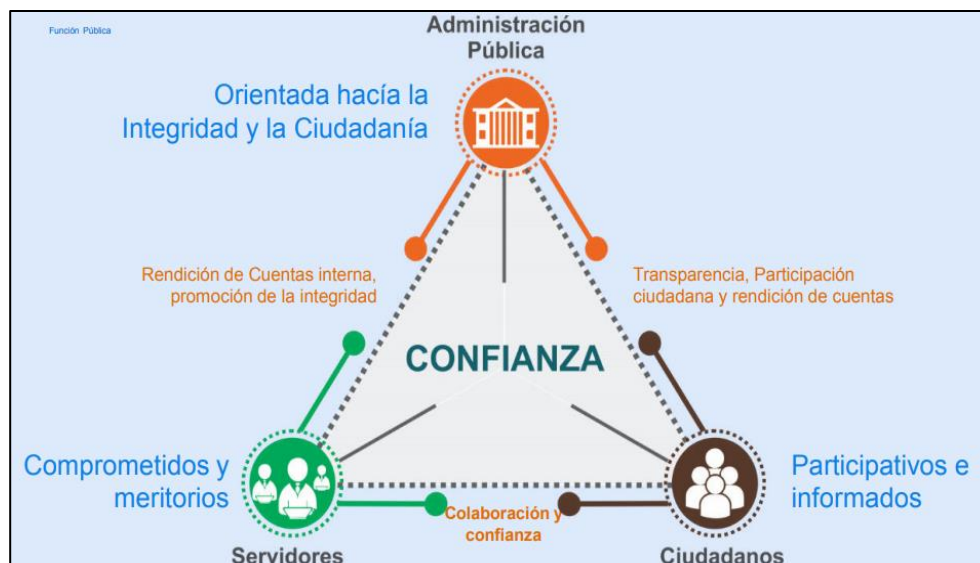 Función Pública
Administración
Pública
Orientada hacía la
Integridad y la Ciudadanía
Rendición de Cuentas interna,
promoción de la integridad
Transparencia, Participación
ciudadana y rendición de cuentas
CONFIANZA
Comprometidos y
meritorios
Participativos e
informados
Colaboración y
confianza
Servidores
Ciudadanos